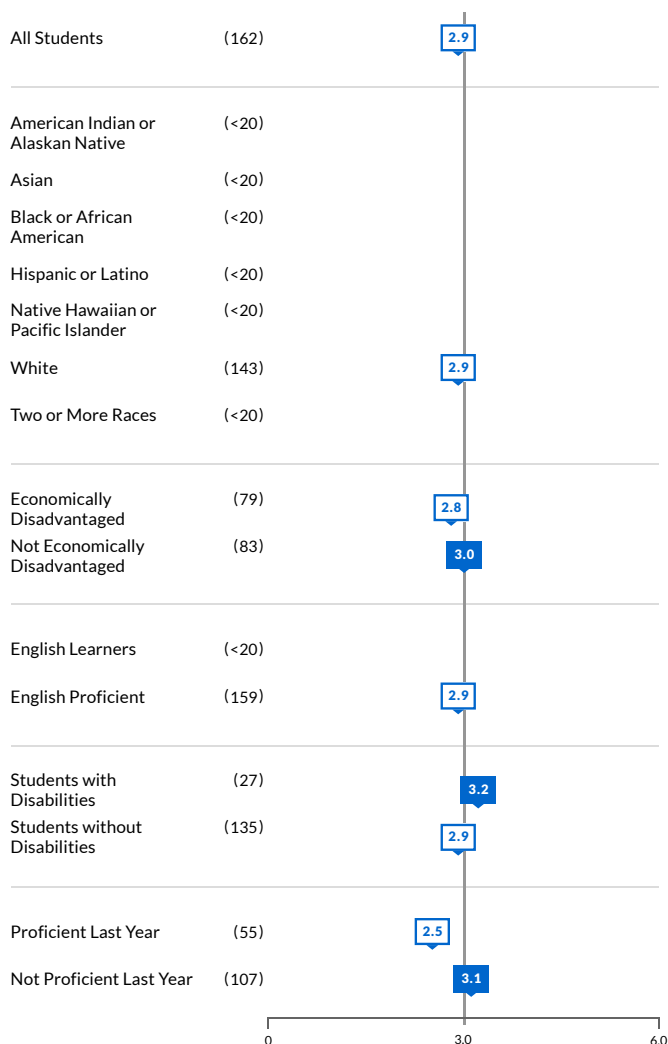 All Students (162) 2.9
American Indian or (<20)
Alaskan Native
Asian (<20)
Black or African (<20)
American
Hispanic or Latino (<20)
Native Hawaiian or (<20)
Pacific Islander
White (143) 2.9
Two or More Races (<20)
Economically (79) 2.8
Disadvantaged
Not Economically (83) 3.0
Disadvantaged
English Learners (<20)
English Proficient (159) 2.9
Students with (27) 3.2
Disabilities
Students without (135) 2.9
Disabilities
Proficient Last Year (55) 2.5
Not Proficient Last Year (107) 3.1
0 3.0 6.0